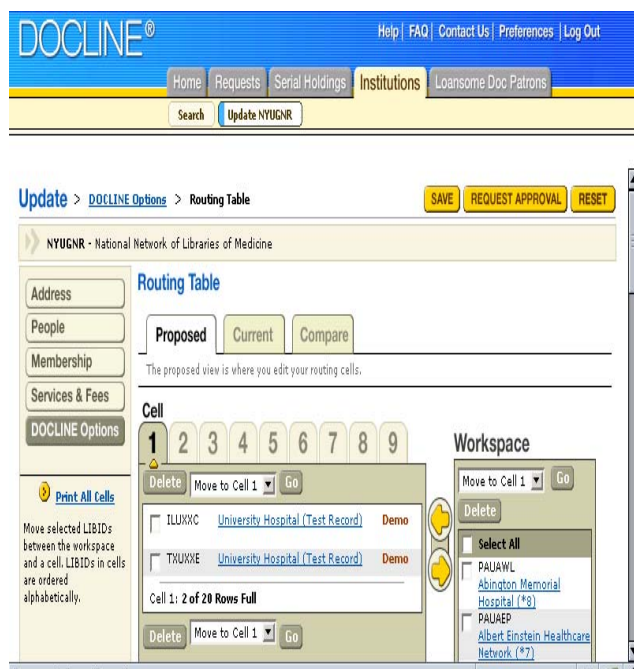 DOCLINE®
Help | FAQ | Contact Us | Preferences | Log Out
Home Requests Serial Holdings Institutions Loansome Doc Patrons
Search Update NYUGNR
Update > DOCLINE Options > Routing Table
SAVE REQUEST APPROVAL RESET
NYUGNR - National Network of Libraries of Medicine
Address
People
Membership
Services & Fees
DOCLINE Options
Print All Cells
Move selected LIBIDs
between the workspace
and a cell. LIBIDs in cells
are ordered
alphabetically.
Routing Table
Proposed Current Compare
The proposed view is where you edit your routing cells.
Cell
1 2 3 4 5 6 7 8 9
Delete Move to Cell 1 Go
ILUXXC University Hospital (Test Record) Demo
TXUXXE University Hospital (Test Record) Demo
Cell 1: 2 of 20 Rows Full
Delete Move to Cell 1 Go
Workspace
Move to Cell 1 Go
Delete
Select All
PAUAWL
Abington Memorial
Hospital (*8)
PAUAEP
Albert Einstein Healthcare
Network (*7)